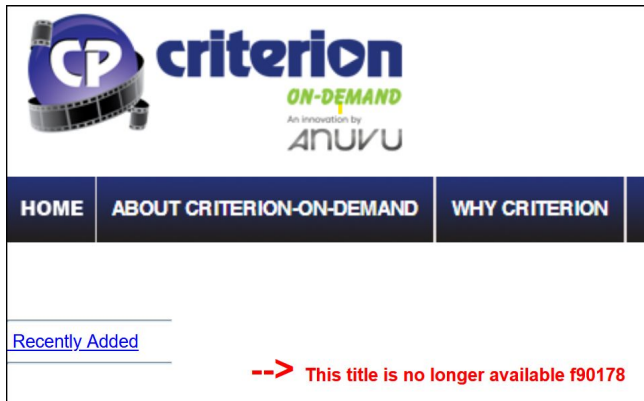 CP criterion
ON-DEMAND
An innovation by
ANUVU
HOME ABOUT CRITERION-ON-DEMAND WHY CRITERION
Recently Added
--> This title is no longer available f90178